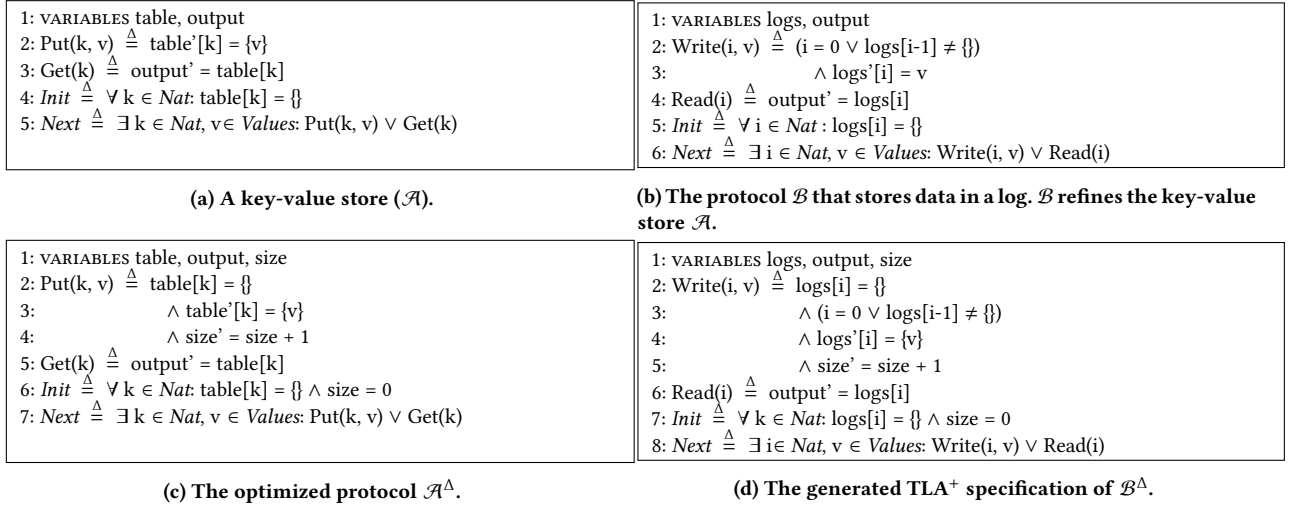 1: VARIABLES table, output
2: Put(k, v) ≜ table'[k] = {v}
3: Get(k) ≜ output' = table[k]
4: Init ≜ ∀ k ∈ Nat: table[k] = {}
5: Next ≜ ∃ k ∈ Nat, v∈ Values: Put(k, v) ∨ Get(k)
(a) A key-value store (𝒜).
1: VARIABLES logs, output
2: Write(i, v) ≜ (i = 0 ∨ logs[i-1] ≠ {})
3: ∧ logs'[i] = v
4: Read(i) ≜ output' = logs[i]
5: Init ≜ ∀ i ∈ Nat : logs[i] = {}
6: Next ≜ ∃ i ∈ Nat, v ∈ Values: Write(i, v) ∨ Read(i)
(b) The protocol ℬ that stores data in a log. ℬ refines the key-value
store 𝒜.
1: VARIABLES table, output, size
2: Put(k, v) ≜ table[k] = {}
3: ∧ table'[k] = {v}
4: ∧ size' = size + 1
5: Get(k) ≜ output' = table[k]
6: Init ≜ ∀ k ∈ Nat: table[k] = {} ∧ size = 0
7: Next ≜ ∃ k ∈ Nat, v ∈ Values: Put(k, v) ∨ Get(k)
(c) The optimized protocol 𝒜^Δ.
1: VARIABLES logs, output, size
2: Write(i, v) ≜ logs[i] = {}
3: ∧ (i = 0 ∨ logs[i-1] ≠ {})
4: ∧ logs'[i] = {v}
5: ∧ size' = size + 1
6: Read(i) ≜ output' = logs[i]
7: Init ≜ ∀ k ∈ Nat: logs[i] = {} ∧ size = 0
8: Next ≜ ∃ i∈ Nat, v ∈ Values: Write(i, v) ∨ Read(i)
(d) The generated TLA⁺ specification of ℬ^Δ.